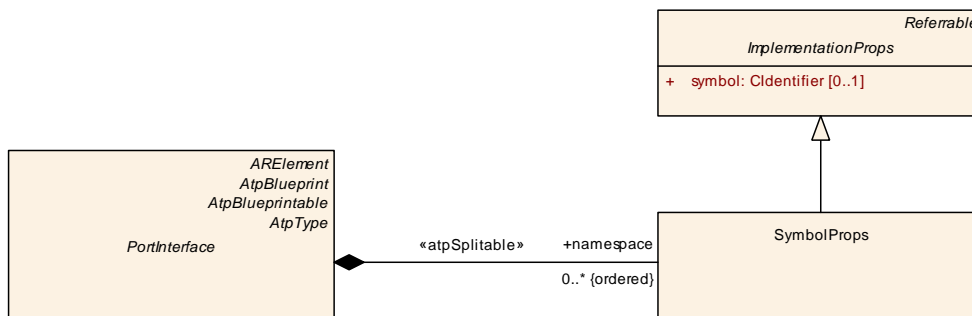 Referrable
ImplementationProps
+ symbol: CIdentifier [0..1]
ARElement
AtpBlueprint
AtpBlueprintable
AtpType
PortInterface
«atpSplitable»
+namespace
0..* {ordered}
SymbolProps